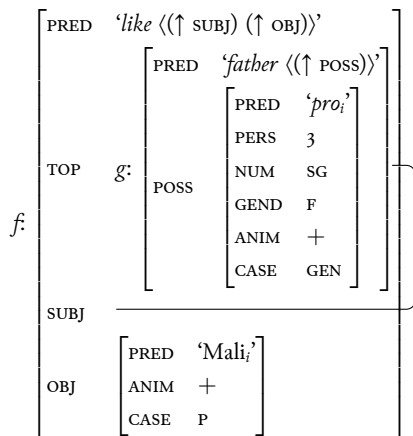 PRED ‘like ⟨(↑ SUBJ) (↑ OBJ)⟩’
PRED ‘father ⟨(↑ POSS)⟩’
PRED ‘proᵢ’
PERS 3
TOP g: NUM SG
POSS
GEND F
f: ANIM +
CASE GEN
SUBJ
PRED ‘Maliᵢ’
OBJ ANIM +
CASE P